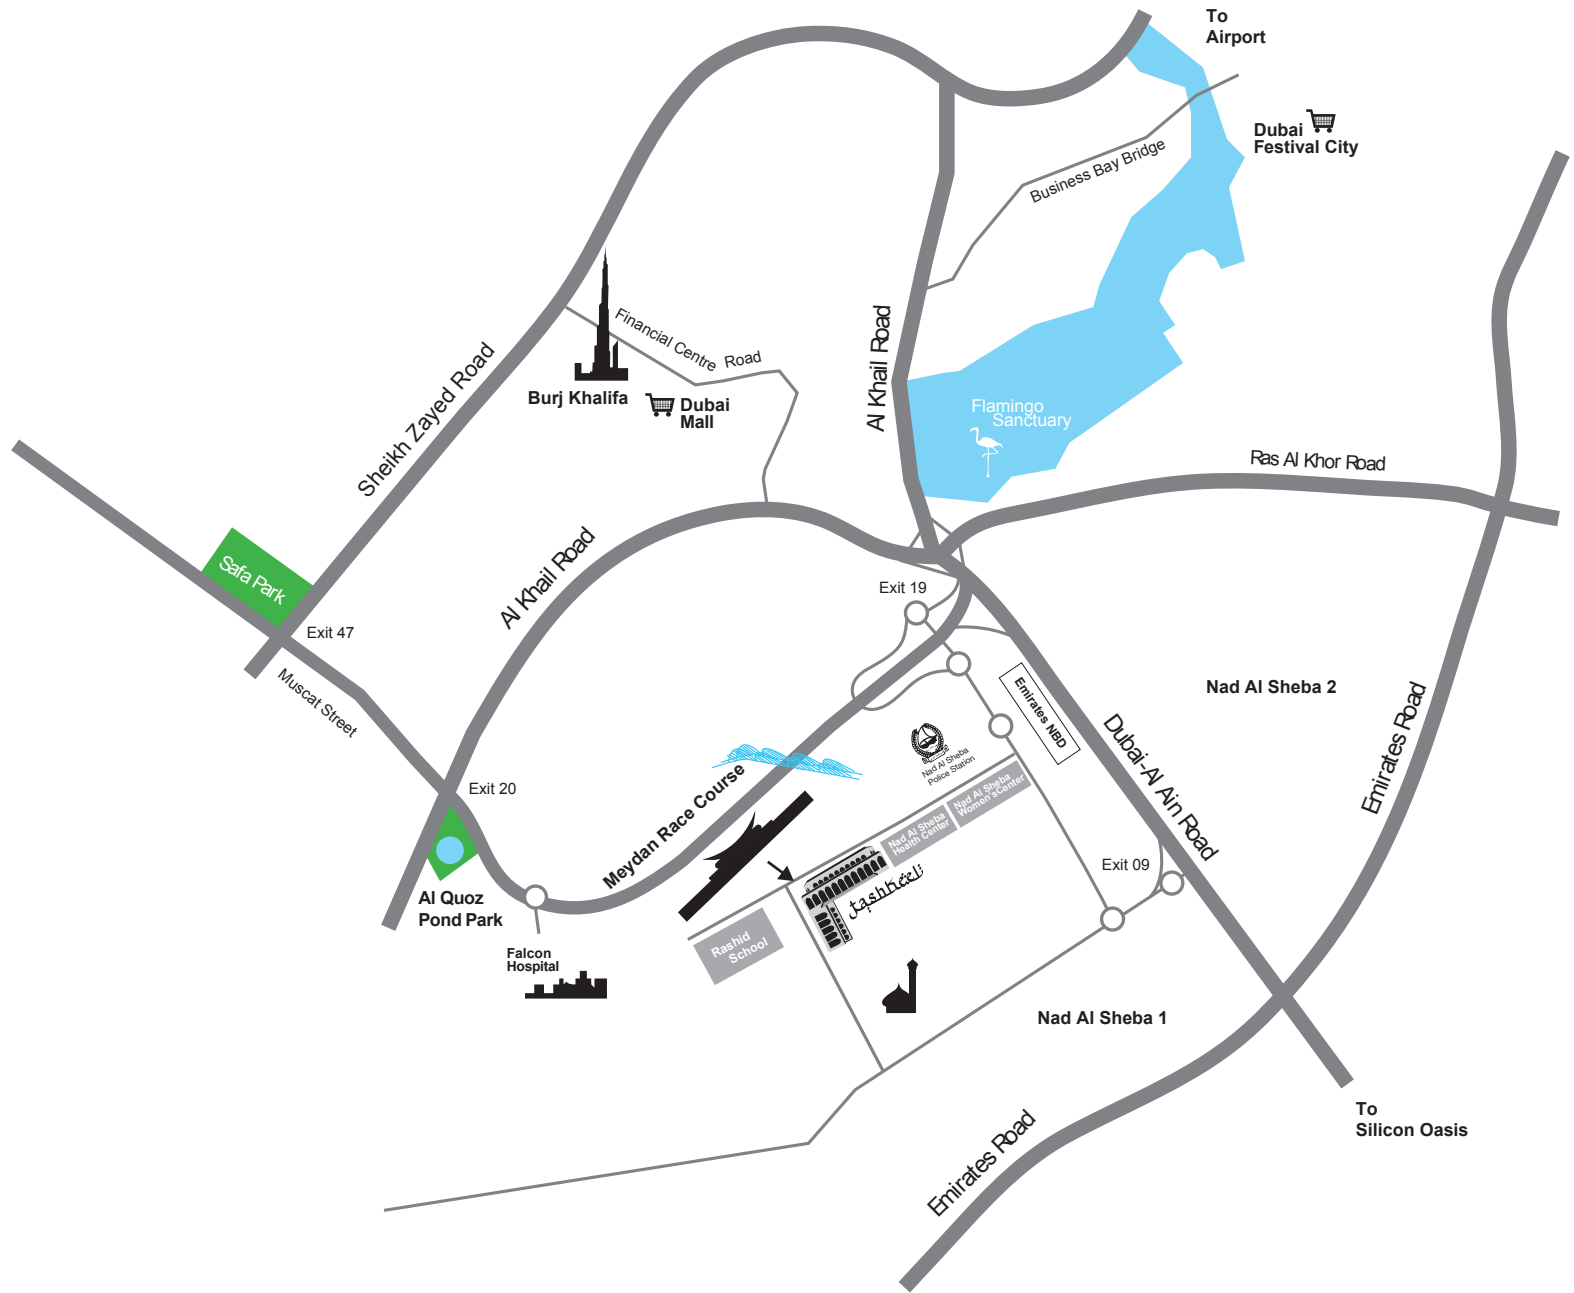 To
Airport
Dubai
Festival City
Business Bay Bridge
Financial Centre Road
Al Khail Road
Sheikh Zayed Road
Burj Khalifa
Dubai
Mall
Flamingo
Sanctuary
Ras Al Khor Road
Safa Park
Al Khail Road
Exit 19
Exit 47
Muscat Street
Emirates NBD
Nad Al Sheba 2
Emirates Road
Dubai-Al Ain Road
Nad Al Sheba
Police Station
Exit 20
Meydan Race Course
Nad Al Sheba
Women'sCenter
Nad Al Sheba
Health Center
Exit 09
tashkeel
Al Quoz
Pond Park
Rashid
School
Falcon
Hospital
Nad Al Sheba 1
To
Silicon Oasis
Emirates Road